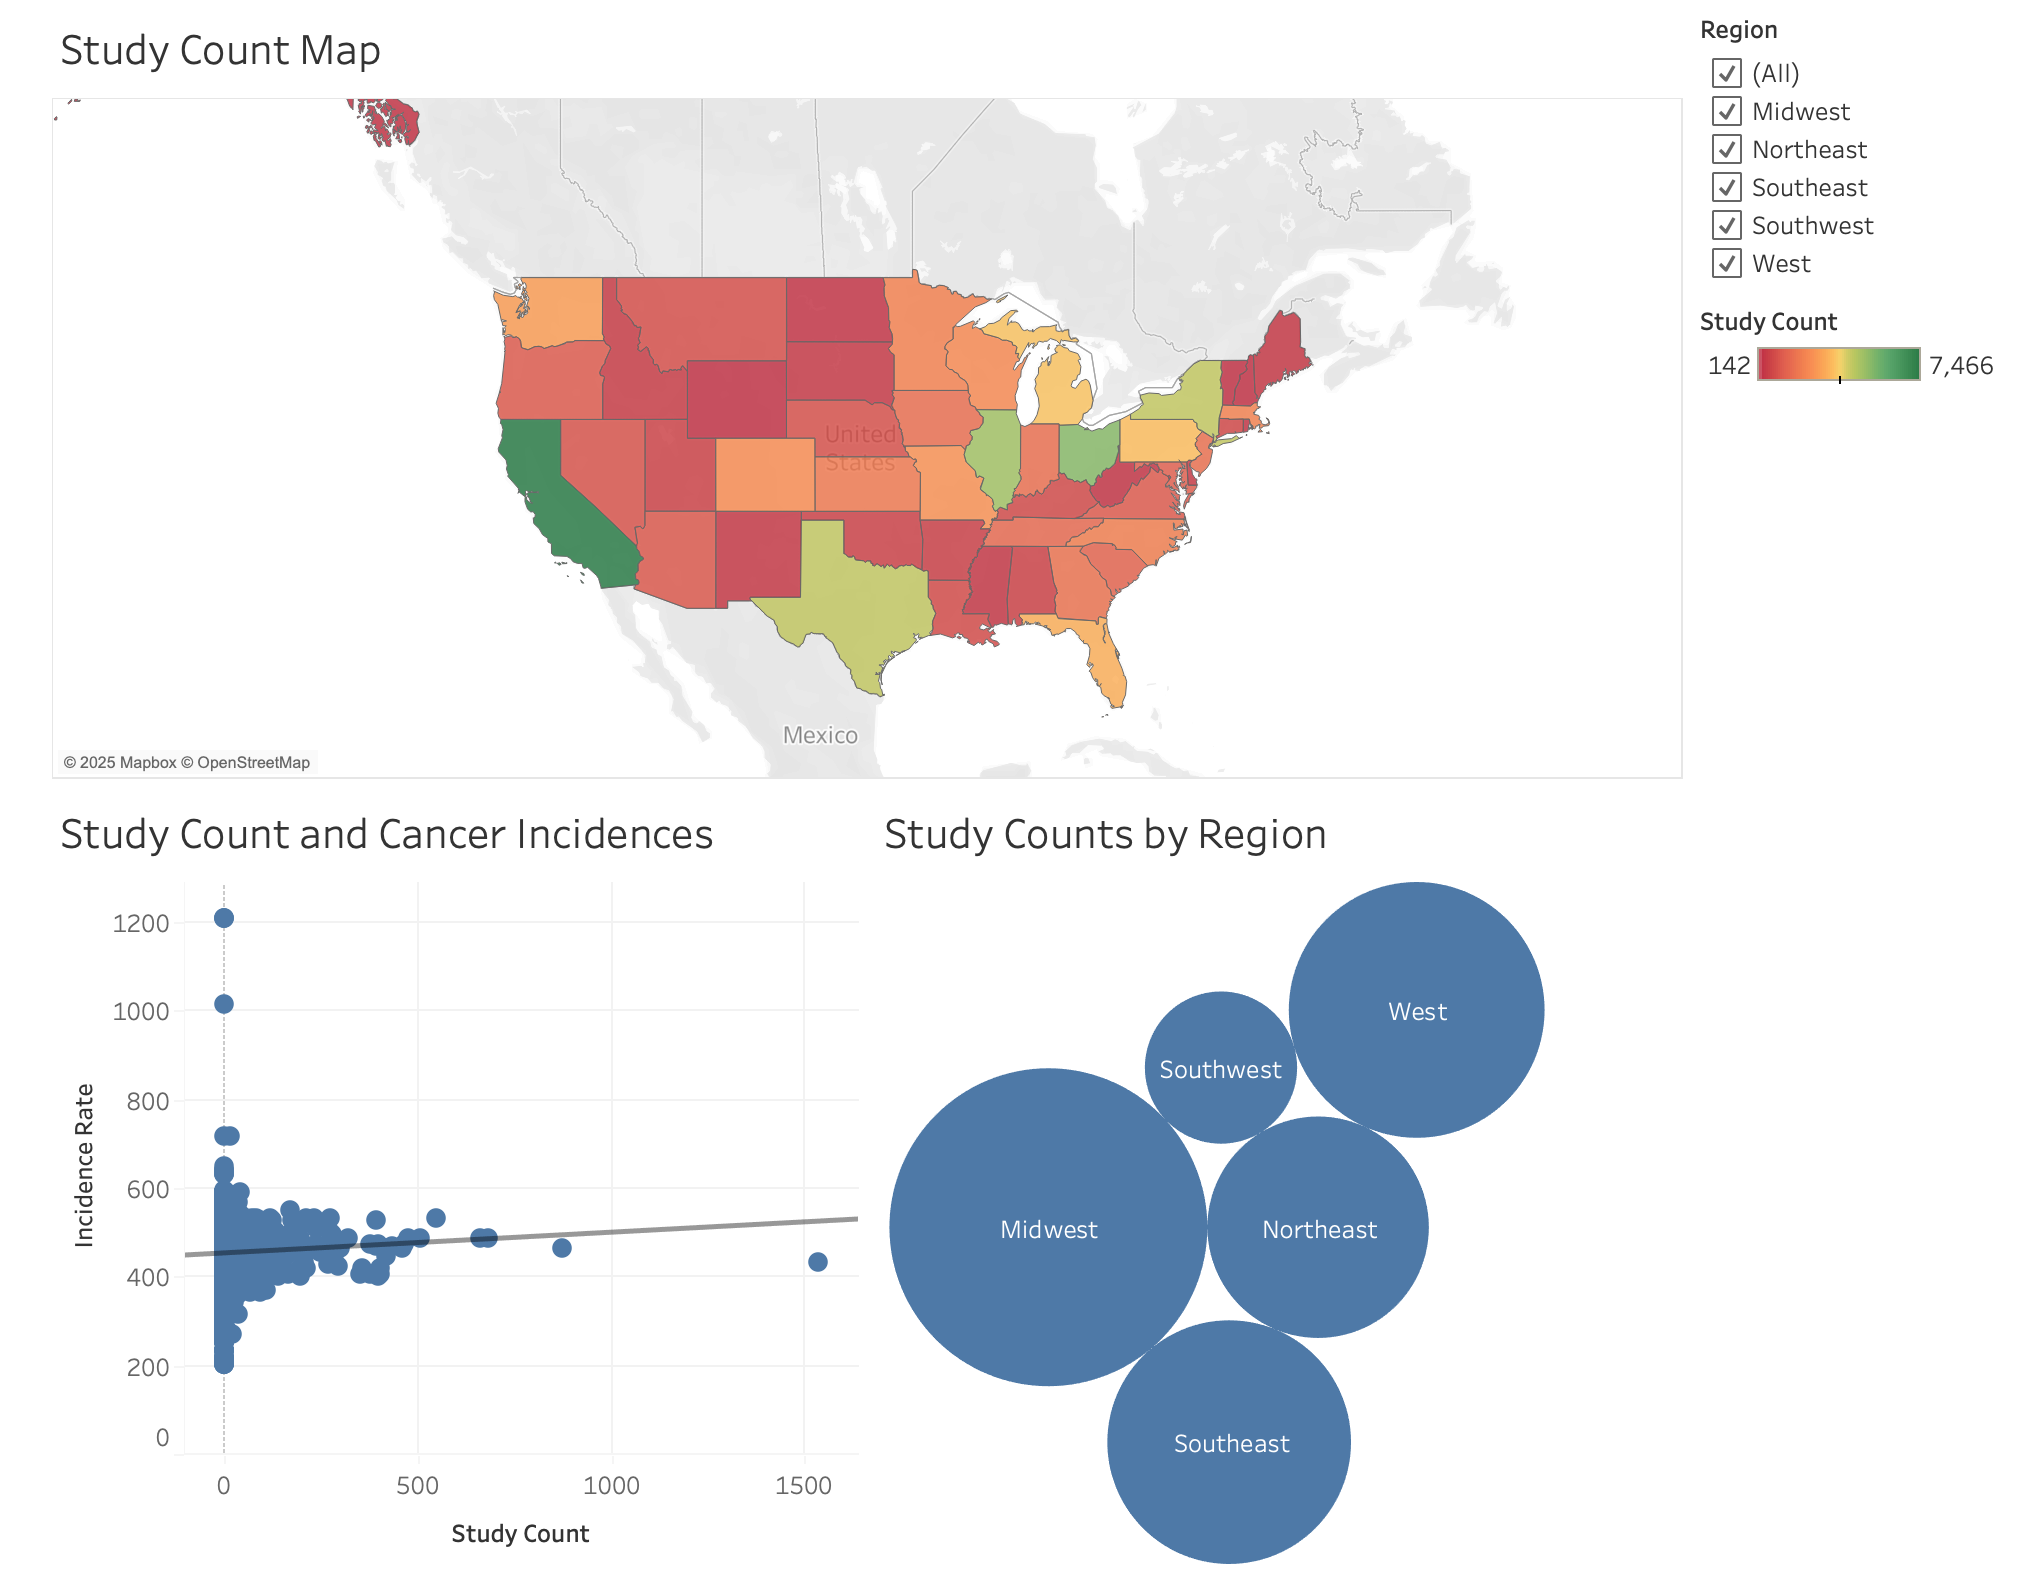 Study Count Map
United
States
Mexico
© 2025 Mapbox © OpenStreetMap
Region
(All)
Midwest
Northeast
Southeast
Southwest
West
Study Count
142 7,466
Study Count and Cancer Incidences
1200
1000
800
600
400
200
0
Incidence Rate
0 500 1000 1500
Study Count
Study Counts by Region
West
Southwest
Midwest
Northeast
Southeast